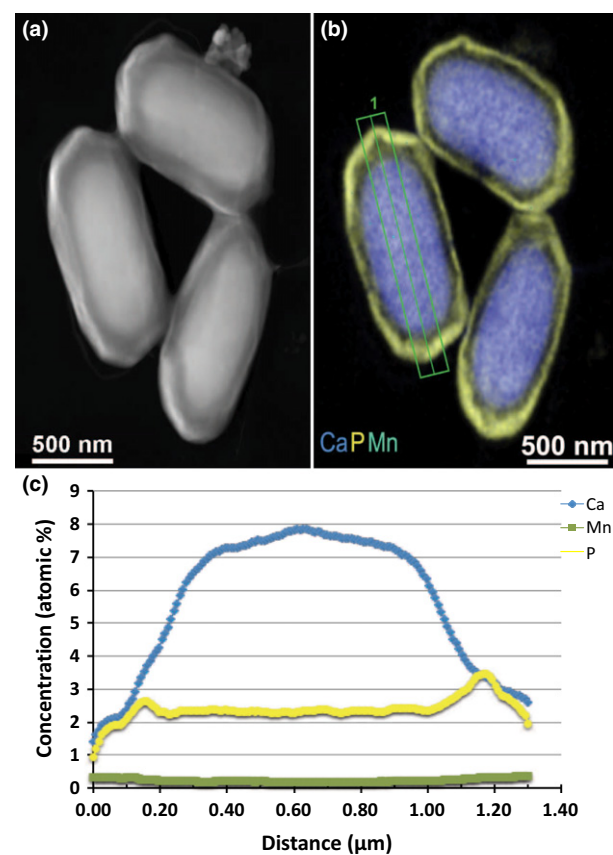 (a)
500 nm
(b)
1
CaPMn
500 nm
(c)
Concentration (atomic %)
9
8
7
6
5
4
3
2
1
0
0.00 0.20 0.40 0.60 0.80 1.00 1.20 1.40
Distance (µm)
Ca
Mn
P